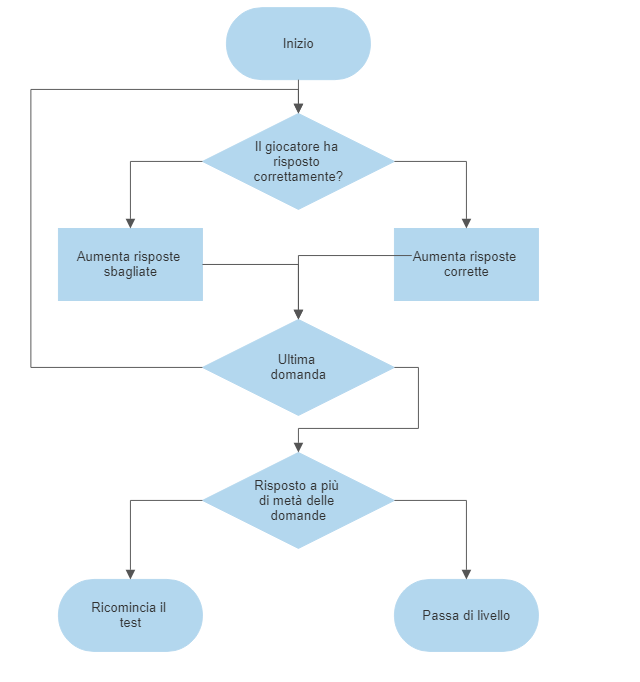 Inizio
Il giocatore ha
risposto
correttamente?
Aumenta risposte
sbagliate
Aumenta risposte
corrette
Ultima
domanda
Risposto a più
di metà delle
domande
Ricomincia il
test
Passa di livello